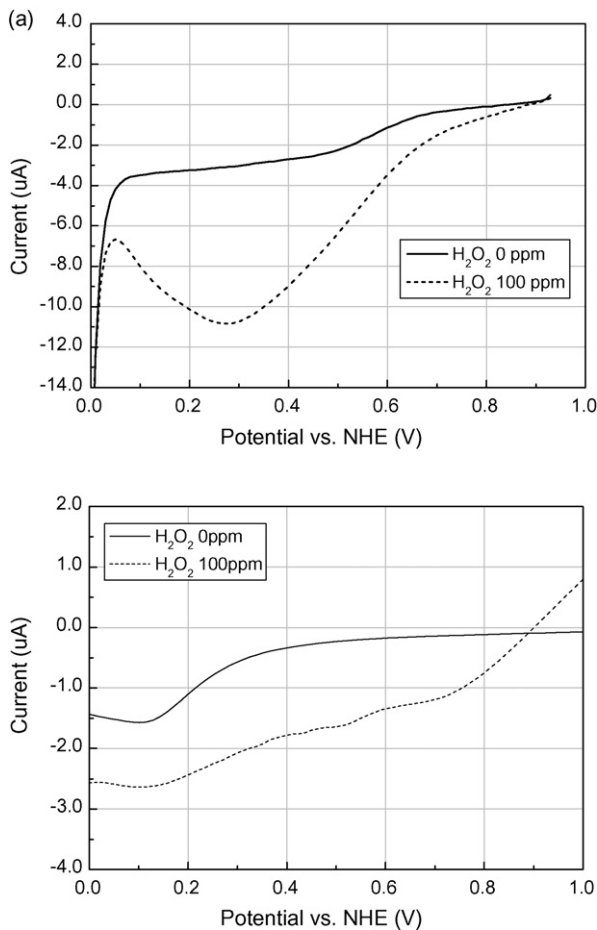 (a)
4.0
2.0
0.0
-2.0
-4.0
-6.0
-8.0
-10.0
-12.0
-14.0
Current (uA)
H₂O₂ 0 ppm
H₂O₂ 100 ppm
0.0 0.2 0.4 0.6 0.8 1.0
Potential vs. NHE (V)
2.0
1.0
0.0
-1.0
-2.0
-3.0
-4.0
Current (uA)
H₂O₂ 0ppm
H₂O₂ 100ppm
0.0 0.2 0.4 0.6 0.8 1.0
Potential vs. NHE (V)